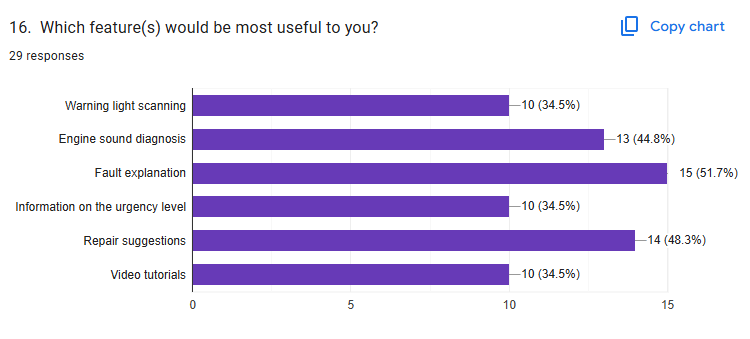 16. Which feature(s) would be most useful to you?
Copy chart
29 responses
Warning light scanning 10 (34.5%)
Engine sound diagnosis 13 (44.8%)
Fault explanation 15 (51.7%)
Information on the urgency level 10 (34.5%)
Repair suggestions 14 (48.3%)
Video tutorials 10 (34.5%)
0 5 10 15